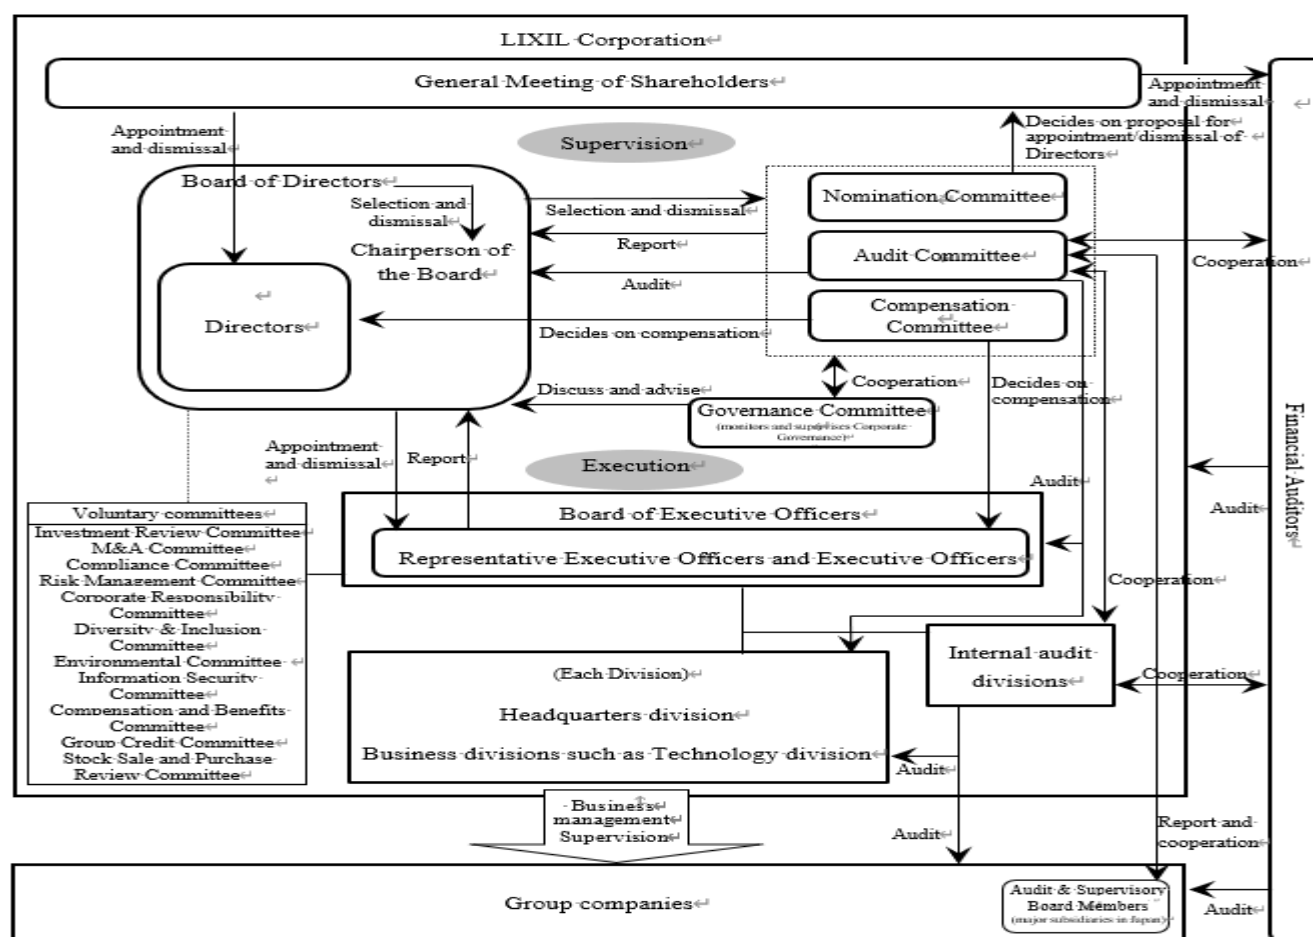 LIXIL Corporation
General Meeting of Shareholders
Appointment
and dismissal
Appointment
and dismissal
Decides on proposal for
appointment/dismissal of
Directors
Supervision
Board of Directors
Selection and
dismissal
Chairperson of
the Board
Directors
Selection and dismissal
Report
Audit
Decides on compensation
Nomination Committee
Audit Committee
Compensation
Committee
Cooperation
Cooperation
Decides on
compensation
Discuss and advise
Governance Committee
(monitors and supervises Corporate
Governance)
Financial Auditors
Appointment
and dismissal
Report
Execution
Audit
Audit
Voluntary committees
Investment Review Committee
M&A Committee
Compliance Committee
Risk Management Committee
Corporate Responsibility
Committee
Diversity & Inclusion
Committee
Environmental Committee
Information Security
Committee
Compensation and Benefits
Committee
Group Credit Committee
Stock Sale and Purchase
Review Committee
Board of Executive Officers
Representative Executive Officers and Executive Officers
Cooperation
(Each Division)
Headquarters division
Business divisions such as Technology division
Internal audit
divisions
Cooperation
Audit
Business
management
Supervision
Audit
Report and
cooperation
Group companies
Audit & Supervisory
Board Members
(major subsidiaries in Japan)
Audit